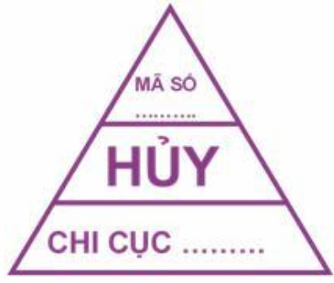 MÃ SỐ
..........
HỦY
CHI CỤC .........